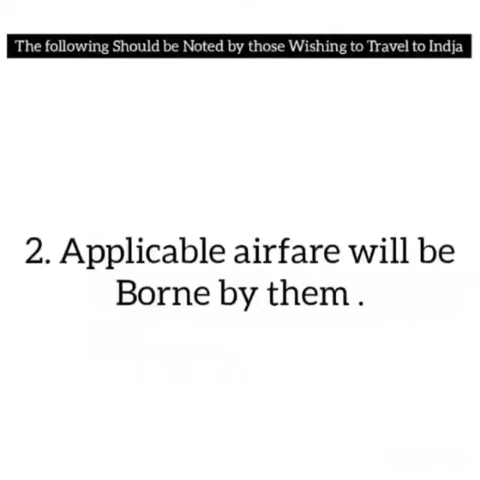 The following Should be Noted by those Wishing to Travel to Indja
2. Applicable airfare will be
Borne by them .